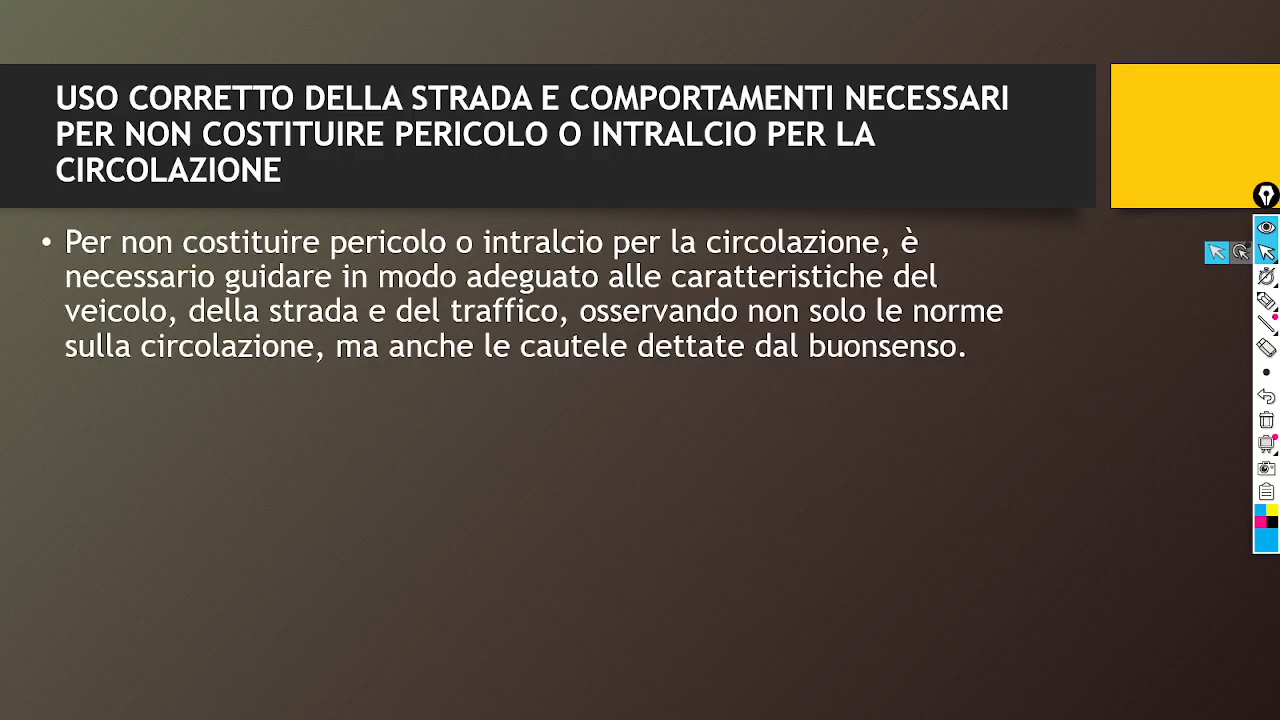 USO CORRETTO DELLA STRADA E COMPORTAMENTI NECESSARI
PER NON COSTITUIRE PERICOLO O INTRALCIO PER LA
CIRCOLAZIONE
• Per non costituire pericolo o intralcio per la circolazione, è
necessario guidare in modo adeguato alle caratteristiche del
veicolo, della strada e del traffico, osservando non solo le norme
sulla circolazione, ma anche le cautele dettate dal buonsenso.